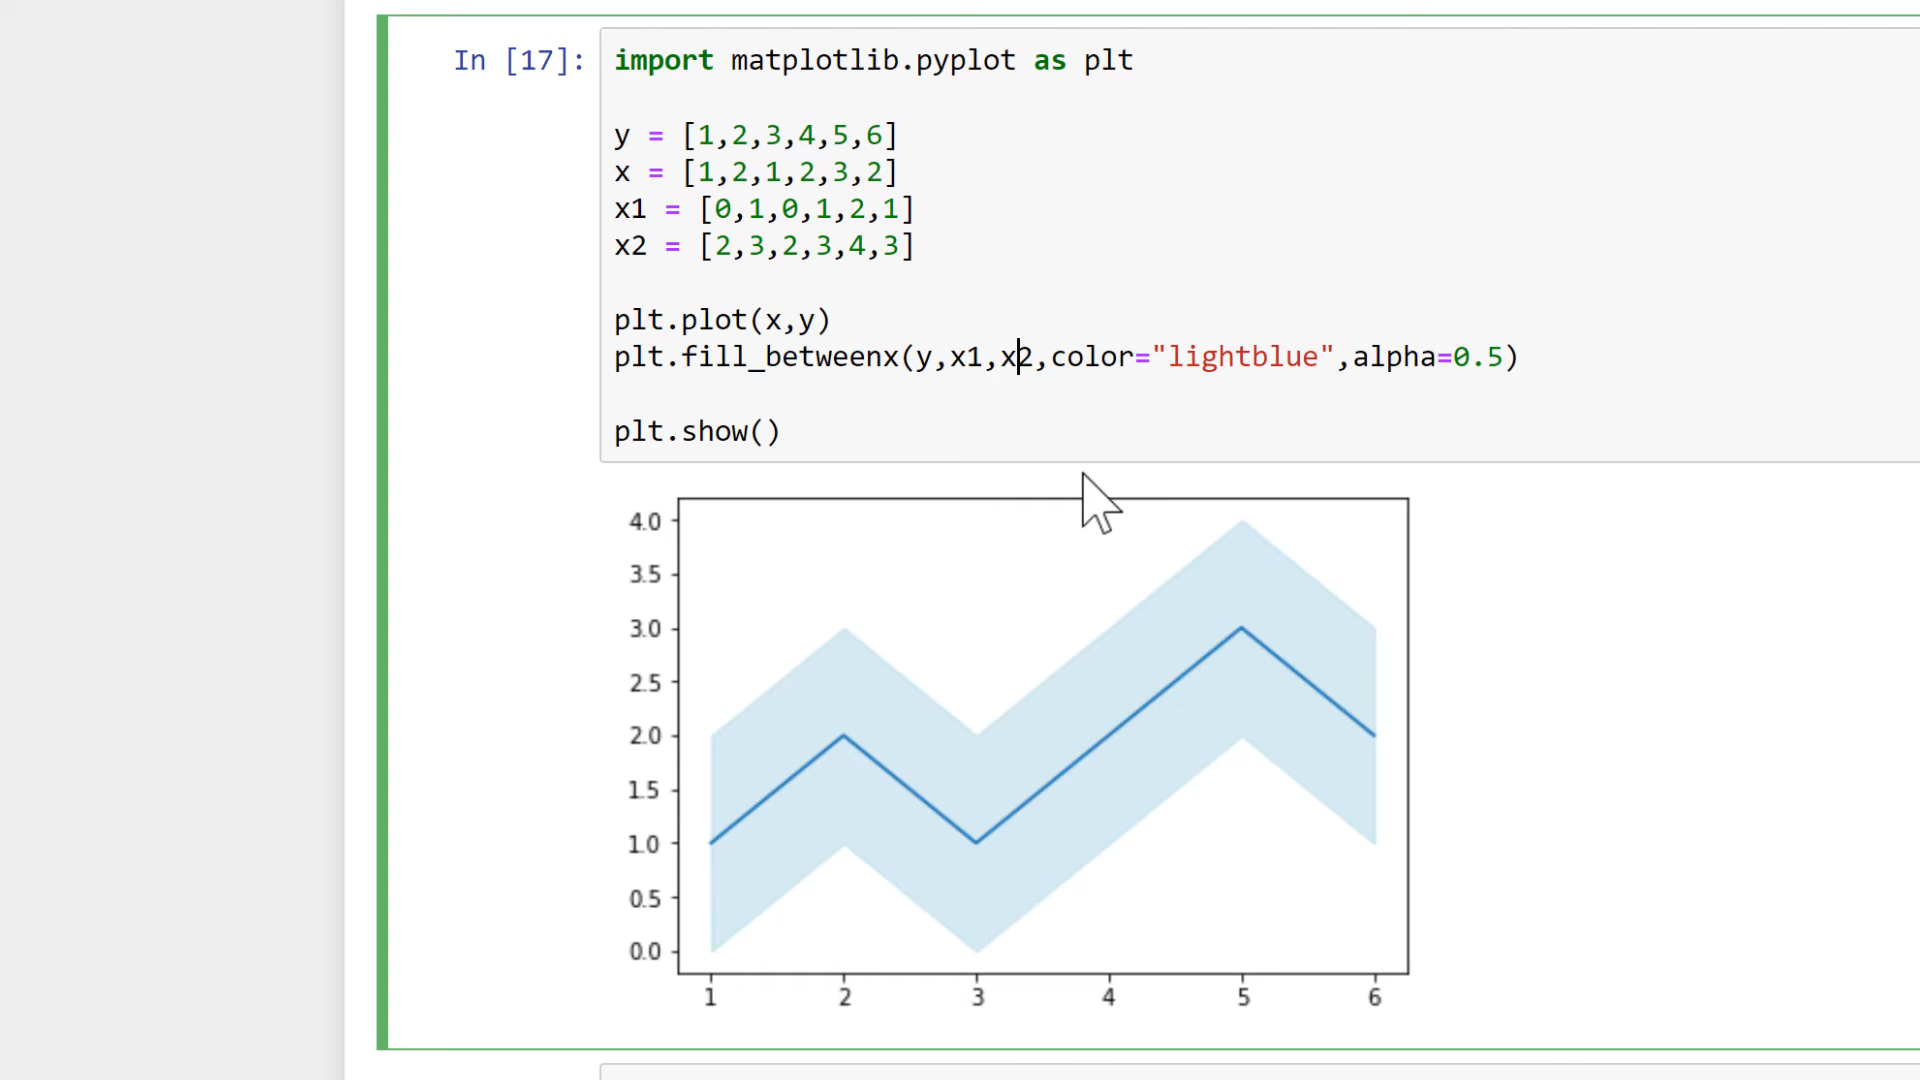 In [17]:
import matplotlib.pyplot as plt
y = [1,2,3,4,5,6]
x = [1,2,1,2,3,2]
x1 = [0,1,0,1,2,1]
x2 = [2,3,2,3,4,3]
plt.plot(x,y)
plt.fill_betweenx(y,x1,x2,color="lightblue",alpha=0.5)
plt.show()
4.0
3.5
3.0
2.5
2.0
1.5
1.0
0.5
0.0
1 2 3 4 5 6